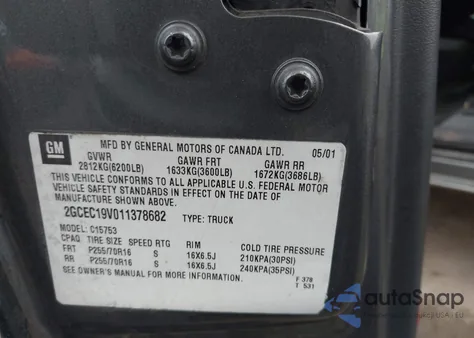 GM
MFD BY GENERAL MOTORS OF CANADA LTD. 05/01
GVWR GAWR FRT GAWR RR
2812KG(6200LB) 1633KG(3600LB) 1672KG(3686LB)
THIS VEHICLE CONFORMS TO ALL APPLICABLE U.S. FEDERAL MOTOR
VEHICLE SAFETY STANDARDS IN EFFECT ON THE DATE OF
MANUFACTURE SHOWN ABOVE.
2GCEC19V011378682 TYPE: TRUCK
MODEL: C15753
CPAQ TIRE SIZE SPEED RTG RIM COLD TIRE PRESSURE
FRT P255/70R16 S 16X6.5J 210KPA(30PSI)
RR P255/70R16 S 16X6.5J 240KPA(35PSI)
SEE OWNER'S MANUAL FOR MORE INFORMATION.
F 378
T 531
autoSnap